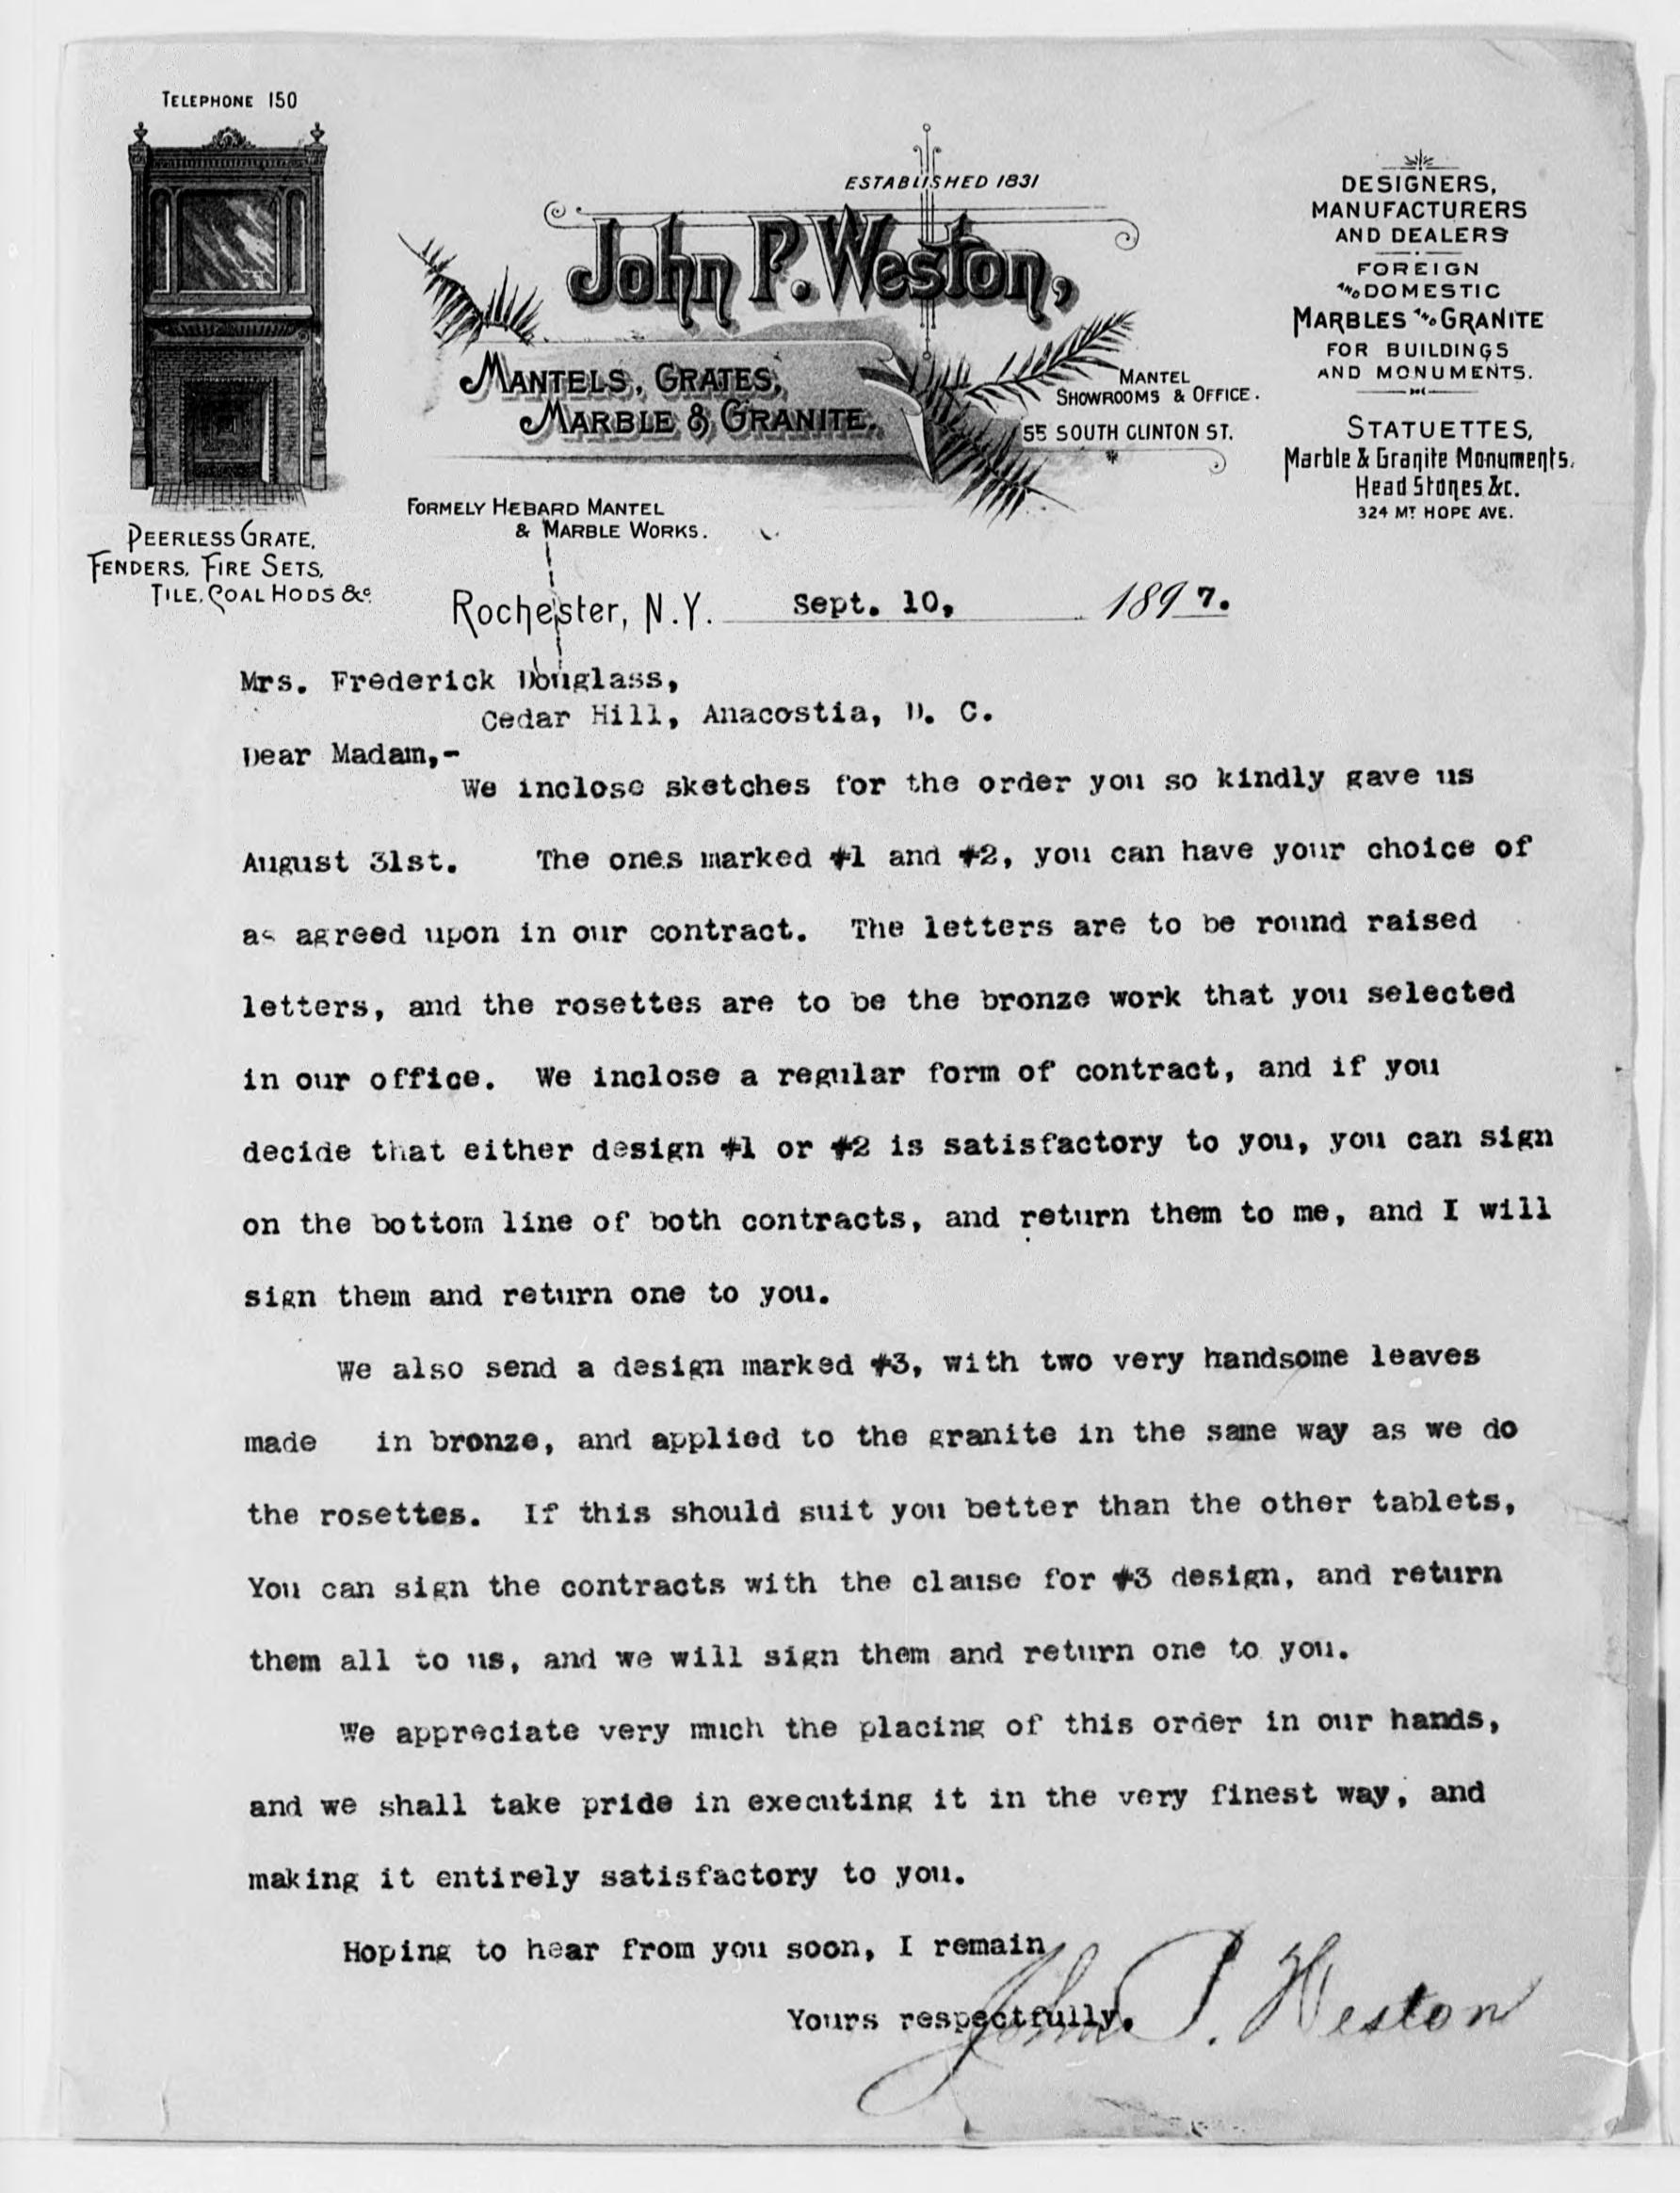 TELEPHONE 150
ESTABLISHED 1831
John P. Weston,
MANTELS, GRATES,
MARBLE & GRANITE.
MANTEL
SHOWROOMS & OFFICE.
55 SOUTH CLINTON ST.
FORMELY HEBARD MANTEL
& MARBLE WORKS.
PEERLESS GRATE,
FENDERS, FIRE SETS,
TILE, COAL HODS &c.
DESIGNERS,
MANUFACTURERS
AND DEALERS
FOREIGN
AND DOMESTIC
MARBLES AND GRANITE
FOR BUILDINGS
AND MONUMENTS.
STATUETTES,
Marble & Granite Monuments,
Head Stones &c.
324 MT HOPE AVE.
Rochester, N.Y. Sept. 10, 1897.
Mrs. Frederick Douglass,
Cedar Hill, Anacostia, D. C.
Dear Madam,-
We inclose sketches for the order you so kindly gave us
August 31st. The ones marked #1 and #2, you can have your choice of
as agreed upon in our contract. The letters are to be round raised
letters, and the rosettes are to be the bronze work that you selected
in our office. We inclose a regular form of contract, and if you
decide that either design #1 or #2 is satisfactory to you, you can sign
on the bottom line of both contracts, and return them to me, and I will
sign them and return one to you.
We also send a design marked #3, with two very handsome leaves
made in bronze, and applied to the granite in the same way as we do
the rosettes. If this should suit you better than the other tablets,
You can sign the contracts with the clause for #3 design, and return
them all to us, and we will sign them and return one to you.
We appreciate very much the placing of this order in our hands,
and we shall take pride in executing it in the very finest way, and
making it entirely satisfactory to you.
Hoping to hear from you soon, I remain
Yours respectfully,
John P. Weston